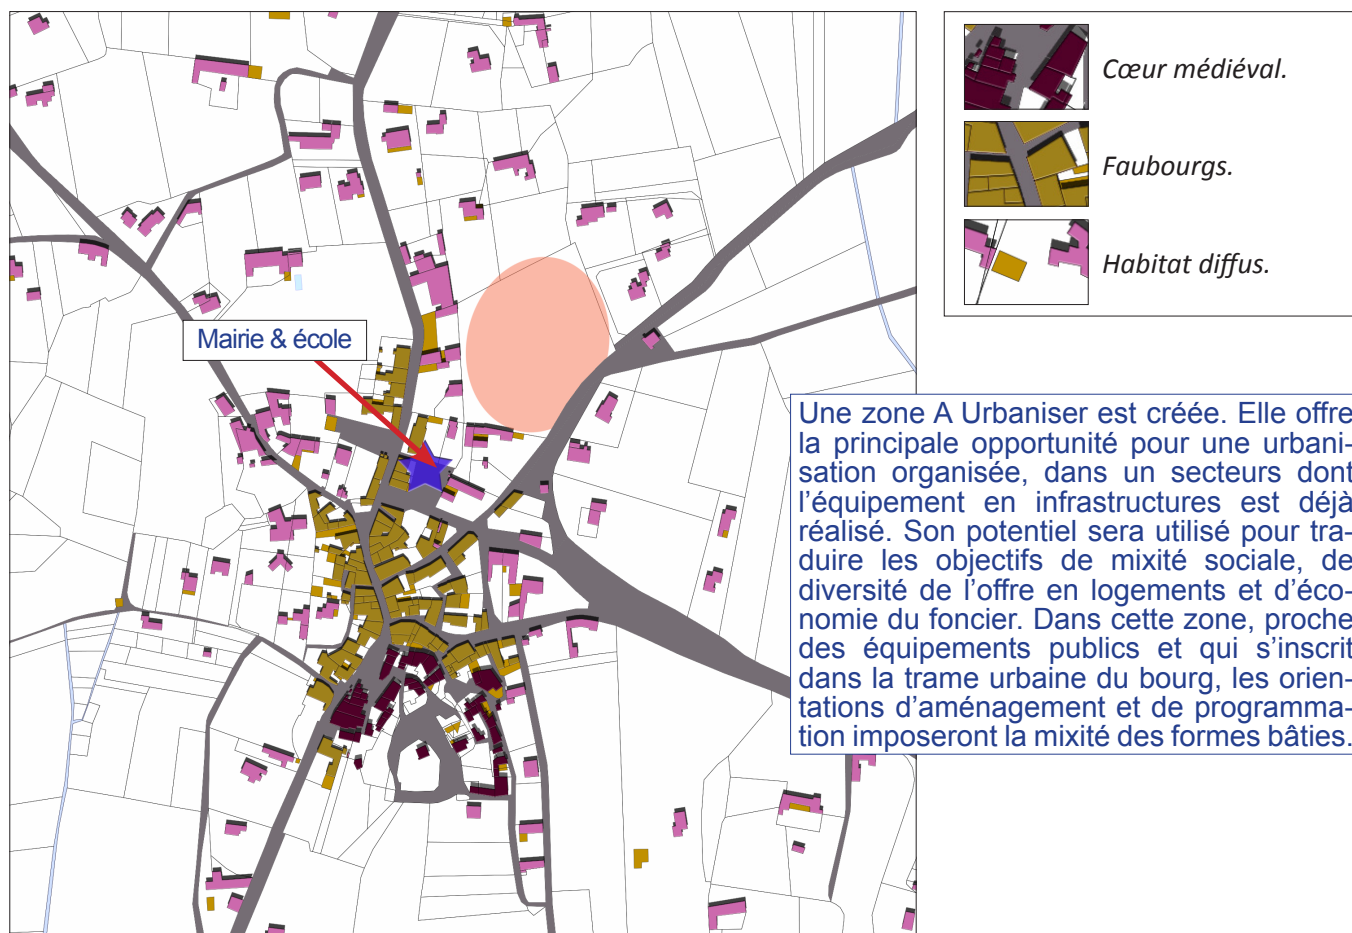 Cœur médiéval.
Faubourgs.
Habitat diffus.
Mairie & école
Une zone A Urbaniser est créée. Elle offre
la principale opportunité pour une urbani-
sation organisée, dans un secteurs dont
l'équipement en infrastructures est déjà
réalisé. Son potentiel sera utilisé pour tra-
duire les objectifs de mixité sociale, de
diversité de l'offre en logements et d'éco-
nomie du foncier. Dans cette zone, proche
des équipements publics et qui s'inscrit
dans la trame urbaine du bourg, les orien-
tations d'aménagement et de programma-
tion imposeront la mixité des formes bâties.